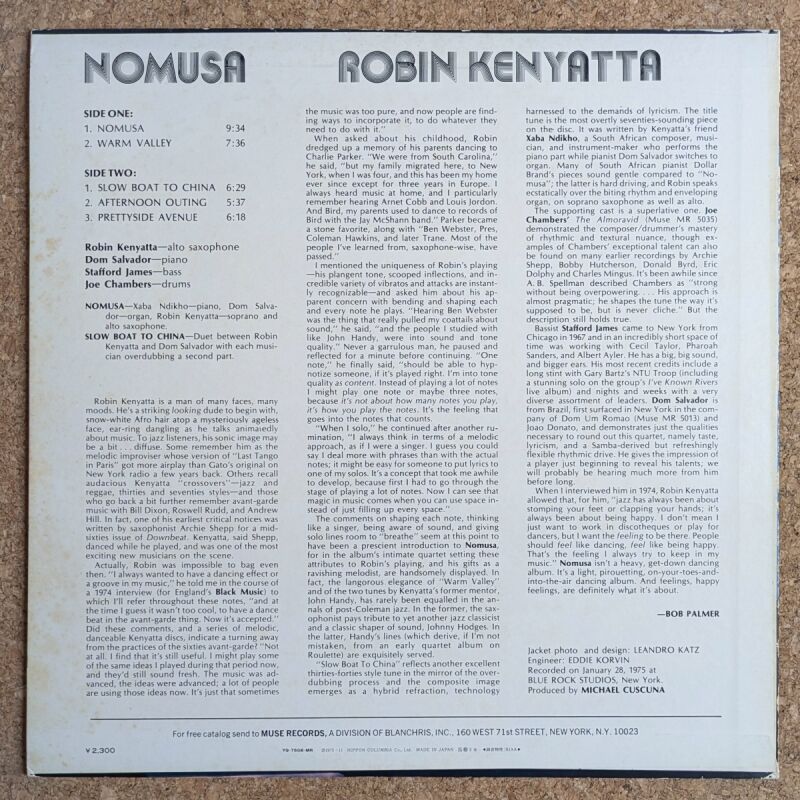 NOMUSA ROBIN KENYATTA
SIDE ONE:
1. NOMUSA 9:34
2. WARM VALLEY 7:36
SIDE TWO:
1. SLOW BOAT TO CHINA 6:29
2. AFTERNOON OUTING 5:37
3. PRETTYSIDE AVENUE 6:18
Robin Kenyatta—alto saxophone
Dom Salvador—piano
Stafford James—bass
Joe Chambers—drums
NOMUSA—Xaba Ndikho—piano, Dom Salva-
dor—organ, Robin Kenyatta—soprano and
alto saxophone.
SLOW BOAT TO CHINA—Duet between Robin
Kenyatta and Dom Salvador with each musi-
cian overdubbing a second part.
Robin Kenyatta is a man of many faces, many
moods. He's a striking looking dude to begin with,
snow-white Afro hair atop a mysteriously ageless
face, ear-ring dangling as he talks animaedly
about music. To jazz listeners, his sonic image may
be a bit . . . diffuse. Some remember him as the
melodic improviser whose version of "Last Tango
in Paris" got more airplay than Gato's original on
New York radio a few years back. Others recall
audacious Kenyatta "crossovers"—jazz and
reggae, thirties and seventies styles—and those
who go back a bit further remember avant-garde
music with Bill Dixon, Roswell Rudd, and Andrew
Hill. In fact, one of his earliest critical notices was
written by saxophonist Archie Shepp for a mid-
sixties issue of Downbeat. Kenyatta, said Shepp,
danced while he played, and was one of the most
exciting new musicians on the scene.
Actually, Robin was impossible to bag even
then. "I always wanted to have a dancing effect or
a groove in my music," he told me in the course of
a 1974 interview (for England's Black Music) to
which I'll refer throughout these notes, "and at
the time I guess it wasn't too cool, to have a dance
beat in the avant-garde thing. Now it's accepted."
Did these comments, and a series of melodic,
danceable Kenyatta discs, indicate a turning away
from the practices of the sixties avant-garde? "Not
at all. I find that it's still useful. I might play some
of the same ideas I played during that period now,
and they'd still sound fresh. The music was ad-
vanced, the ideas were advanced; a lot of people
are using those ideas now. It's just that sometimes
the music was too pure, and now people are find-
ing ways to incorporate it, to do whatever they
need to do with it."
When asked about his childhood, Robin
dredged up a memory of his parents dancing to
Charlie Parker. "We were from South Carolina,"
he said, "but my family migrated here, to New
York, when I was four, and this has been my home
ever since except for three years in Europe. I
always heard music at home, and I particularly
remember hearing Arnet Cobb and Louis Jordon.
And Bird, my parents used to dance to records of
Bird with the Jay McShann band." Parker became
a stone favorite, along with "Ben Webster, Pres,
Coleman Hawkins, and later Trane. Most of the
people I've learned from, saxophone-wise, have
passed."
I mentioned the uniqueness of Robin's playing
—his plangent tone, scooped inflections, and in-
credible variety of vibratos and attacks are instant-
ly recognizable—and asked him about his ap-
parent concern with bending and shaping each
and every note he plays. "Hearing Ben Webster
was the thing that really pulled my coattails about
sound," he said, "and the people I studied with
like John Handy, were into sound and tone
quality." Never a garrulous man, he paused and
reflected for a minute before continuing. "One
note," he finally said, "should be able to hyp-
notize someone, if it's played right. I'm into tone
quality as content. Instead of playing a lot of notes
I might play one note or maybe three notes,
because it's not about how many notes you play,
it's how you play the notes. It's the feeling that
goes into the notes that counts.
"When I solo," he continued after another ru-
mination, "I always think in terms of a melodic
approach, as if I were a singer. I guess you could
say I deal more with phrases than with the actual
notes; it might be easy for someone to put lyrics to
one of my solos. It's a concept that took me awhile
to develop, because first I had to go through the
stage of playing a lot of notes. Now I can see that
magic in music comes when you can use space in-
stead of just filling up every space."
The comments on shaping each note, thinking
like a singer, being aware of sound, and giving
solo lines room to "breathe" seem at this point to
have been a prescient introduction to Nomusa,
for in the album's intimate quartet setting these
attributes to Robin's playing, and his gifts as a
ravishing melodist, are handsomely displayed. In
fact, the langorous elegance of "Warm Valley"
and of the two tunes by Kenyatta's former mentor,
John Handy, has rarely been equalled in the an-
nals of post-Coleman jazz. In the former, the sax-
ophonist pays tribute to yet another jazz classicist
and a classic shaper of sound, Johnny Hodges. In
the latter, Handy's lines (which derive, if I'm not
mistaken, from an early quartet album on
Roulette) are exquisitely served.
"Slow Boat To China" reflects another excellent
thirties-forties style tune in the mirror of the over-
dubbing process and the composite image
emerges as a hybrid refraction, technology
harnessed to the demands of lyricism. The title
tune is the most overtly seventies-sounding piece
on the disc. It was written by Kenyatta's friend
Xaba Ndikho, a South African composer, musi-
cian, and instrument-maker who performs the
piano part while pianist Dom Salvador switches to
organ. Many of South African pianist Dollar
Brand's pieces sound gentle compared to "No-
musa"; the latter is hard driving, and Robin speaks
ecstatically over the biting rhythm and enveloping
organ, on soprano saxophone as well as alto.
The supporting cast is a superlative one. Joe
Chambers' The Almoravid (Muse MR 5035)
demonstrated the composer/drummer's mastery
of rhythmic and textural nuance, though ex-
amples of Chambers' exceptional talent can also
be found on many earlier recordings by Archie
Shepp, Bobby Hutcherson, Donald Byrd, Eric
Dolphy and Charles Mingus. It's been awhile since
A. B. Spellman described Chambers as "strong
without being overpowering. . . . His approach is
almost pragmatic; he shapes the tune the way it's
supposed to be, but is never cliche." But the
description still holds true.
Bassist Stafford James came to New York from
Chicago in 1967 and in an incredibly short space of
time was working with Cecil Taylor, Pharoah
Sanders, and Albert Ayler. He has a big, big sound,
and bigger ears. His most recent credits include a
long stint with Gary Bartz's NTU Troop (including
a stunning solo on the group's I've Known Rivers
live album) and nights and weeks with a very
diverse assortment of leaders. Dom Salvador is
from Brazil, first surfaced in New York in the com-
pany of Dom Um Romao (Muse MR 5013) and
Joao Donato, and demonstrates just the qualities
necessary to round out this quartet, namely taste,
lyricism, and a Samba-derived but refreshingly
flexible rhythmic drive. He gives the impression of
a player just beginning to reveal his talents; we
will probably be hearing much more from him
before long.
When I interviewed him in 1974, Robin Kenyatta
allowed that, for him, "jazz has always been about
stomping your feet or clapping your hands; it's
always been about being happy. I don't mean I
just want to work in discotheques or play for
dancers, but I want the feeling to be there. People
should feel like dancing, feel like being happy.
That's the feeling I always try to keep in my
music." Nomusa isn't a heavy, get-down dancing
album. It's a light, pirouetting, on-your-toes-and-
into-the-air dancing album. And feelings, happy
feelings, are definitely what it's about.
—BOB PALMER
Jacket photo and design: LEANDRO KATZ
Engineer: EDDIE KORVIN
Recorded on January 28, 1975 at
BLUE ROCK STUDIOS, New York.
Produced by MICHAEL CUSCUNA
For free catalog send to MUSE RECORDS, A DIVISION OF BLANCHRIS, INC., 160 WEST 71st STREET, NEW YORK, N.Y. 10023
¥2,300 YQ-7506-MR NIPPON COLUMBIA Co., Ltd. MADE IN JAPAN